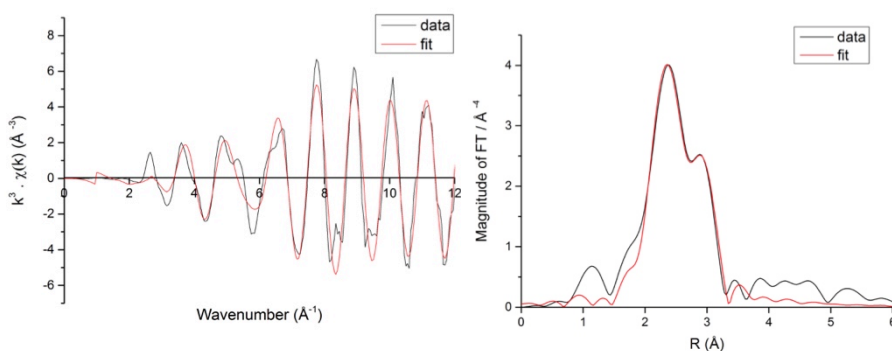 data
fit
k³ . χ(k) (Å⁻³)
8
6
4
2
0
-2
-4
-6
0 2 4 6 8 10 12
Wavenumber (Å⁻¹)
data
fit
Magnitude of FT / Å⁻⁴
4
3
2
1
0
0 1 2 3 4 5 6
R (Å)